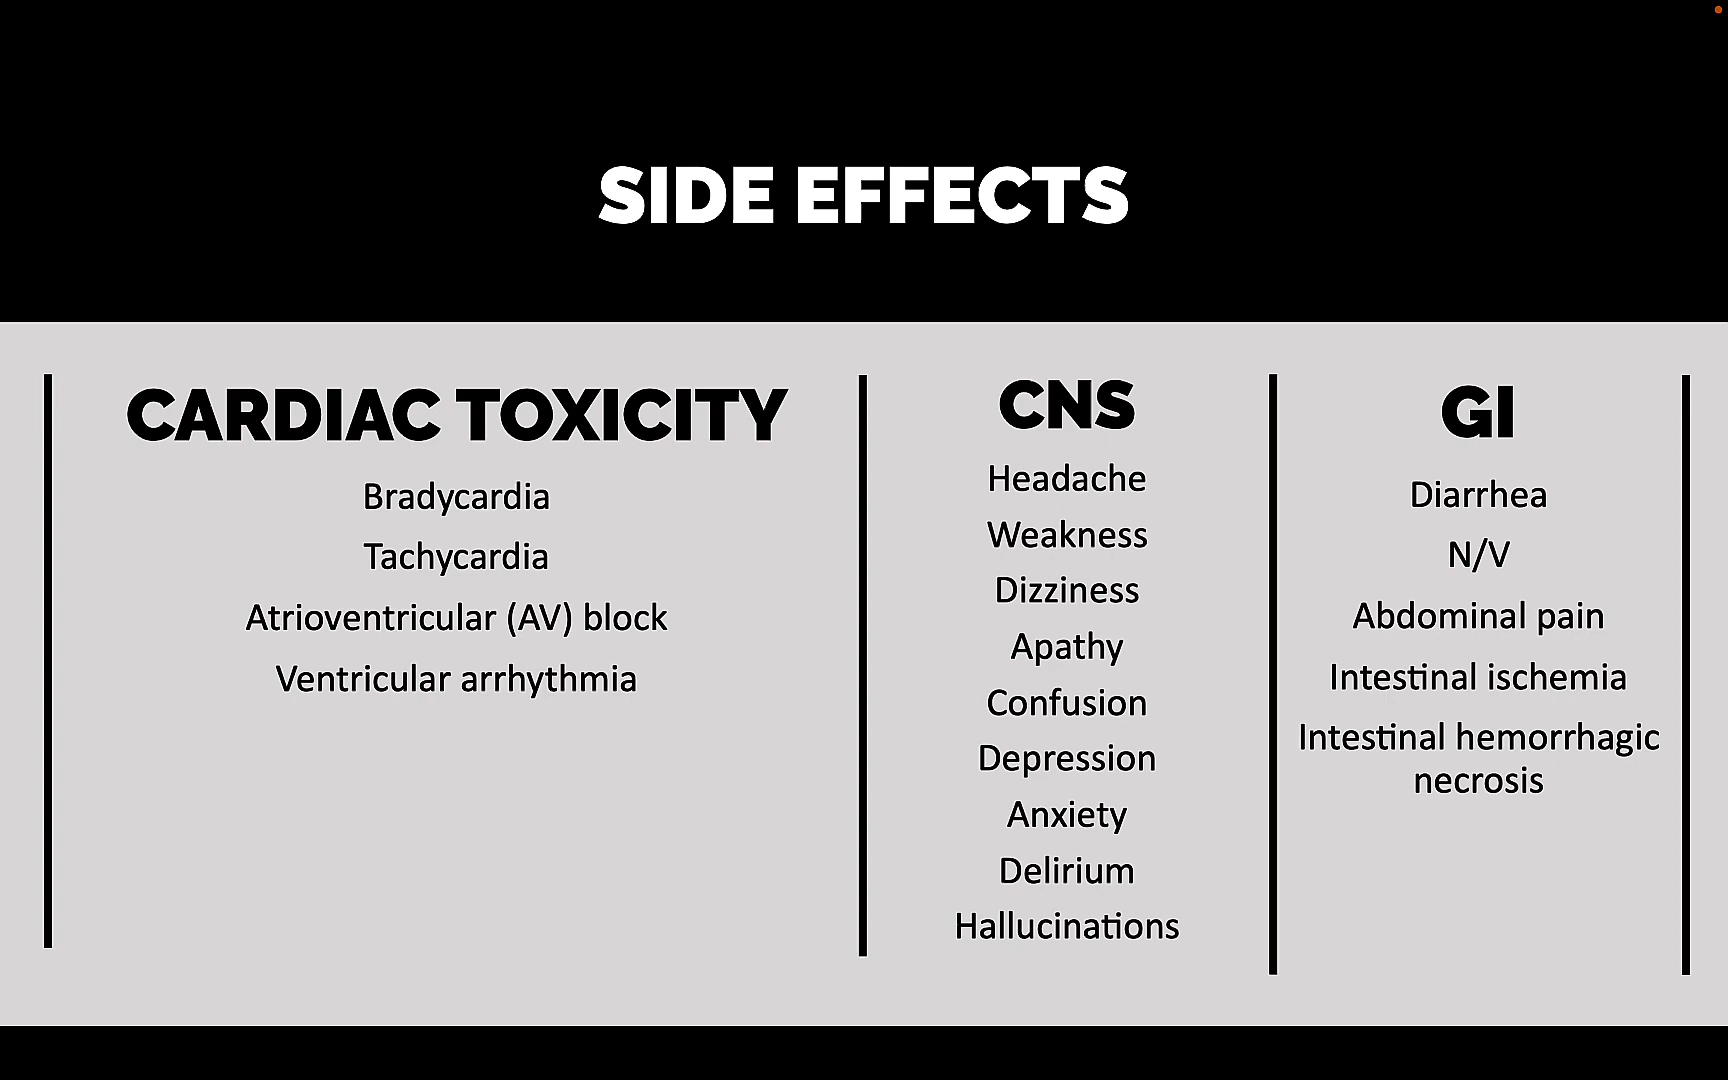 SIDE EFFECTS
CARDIAC TOXICITY
Bradycardia
Tachycardia
Atrioventricular (AV) block
Ventricular arrhythmia
CNS
Headache
Weakness
Dizziness
Apathy
Confusion
Depression
Anxiety
Delirium
Hallucinations
GI
Diarrhea
N/V
Abdominal pain
Intestinal ischemia
Intestinal hemorrhagic
necrosis